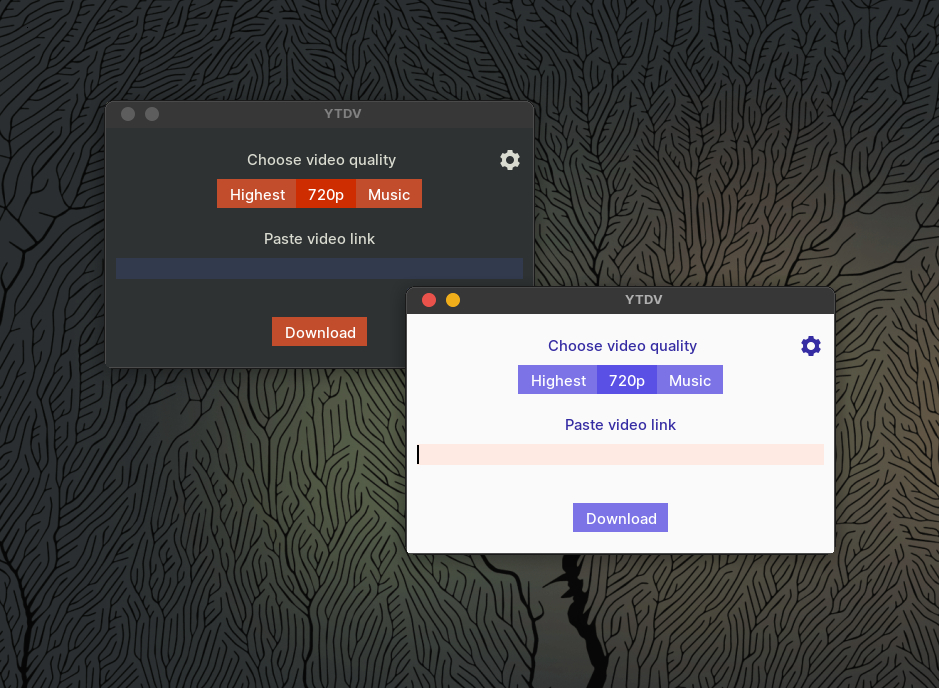 YTDV
Choose video quality
Highest 720p Music
Paste video link
Download
YTDV
Choose video quality
Highest 720p Music
Paste video link
Download